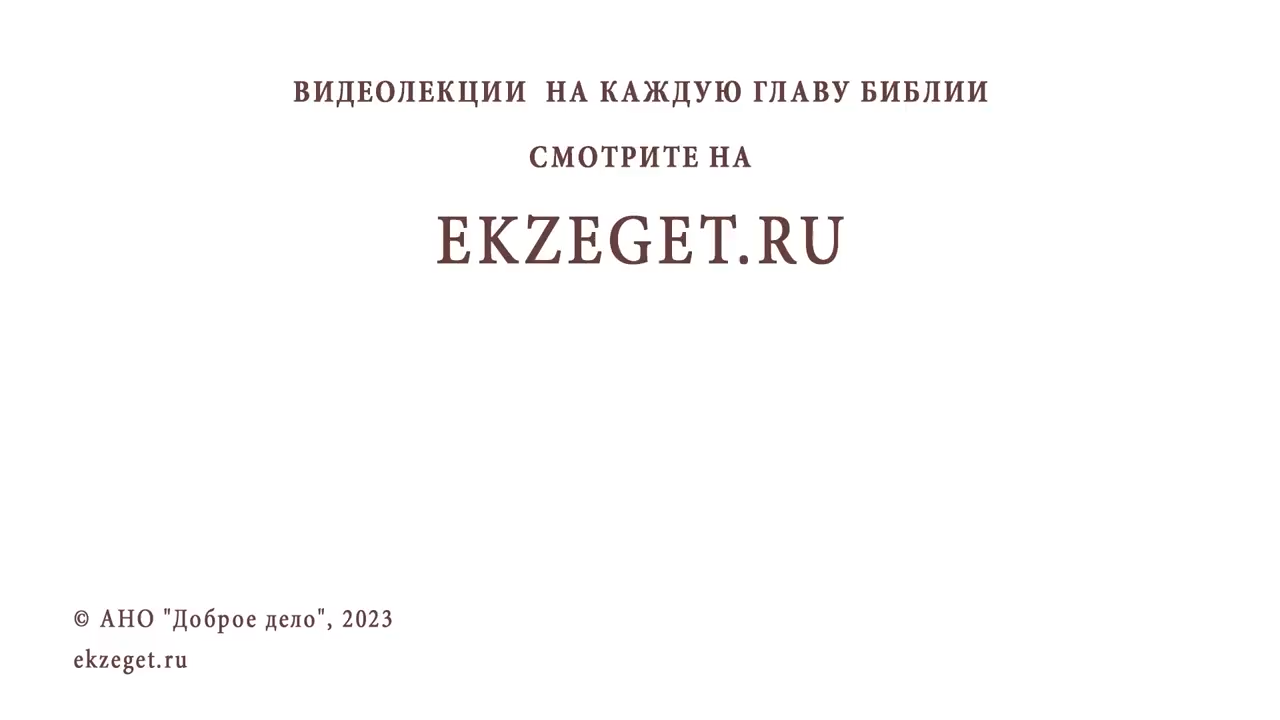 ВИДЕОЛЕКЦИИ НА КАЖДУЮ ГЛАВУ БИБЛИИ
СМОТРИТЕ НА
EKZEGET.RU
© АНО "Доброе дело", 2023
ekzeget.ru